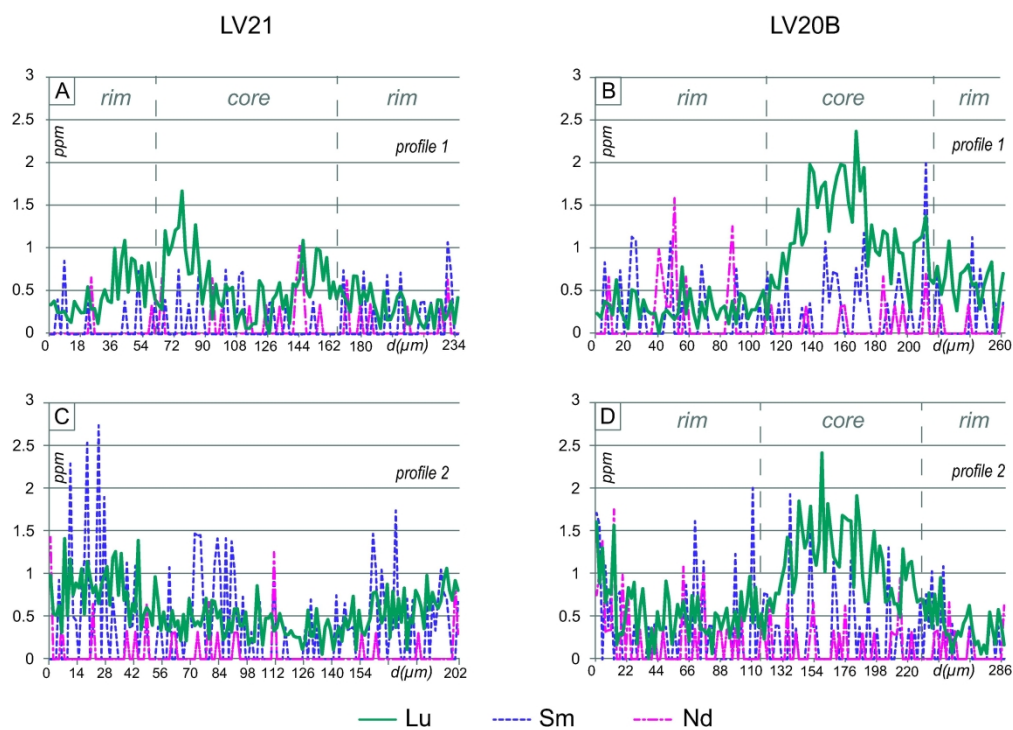 LV21
LV20B
A
rim
core
rim
ppm
profile 1
3
2.5
2
1.5
1
0.5
0
0 18 36 54 72 90 108 126 144 162 d(µm) 234
B
rim
core
rim
ppm
profile 1
3
2.5
2
1.5
1
0.5
0
0 20 40 60 80 100 120 140 160 180 200 d(µm) 260
C
ppm
profile 2
3
2.5
2
1.5
1
0.5
0
0 14 28 42 56 70 84 98 112 126 140 154 d(µm) 202
D
rim
core
rim
ppm
profile 2
3
2.5
2
1.5
1
0.5
0
0 22 44 66 88 110 132 154 176 198 220 d(µm) 286
Lu Sm Nd